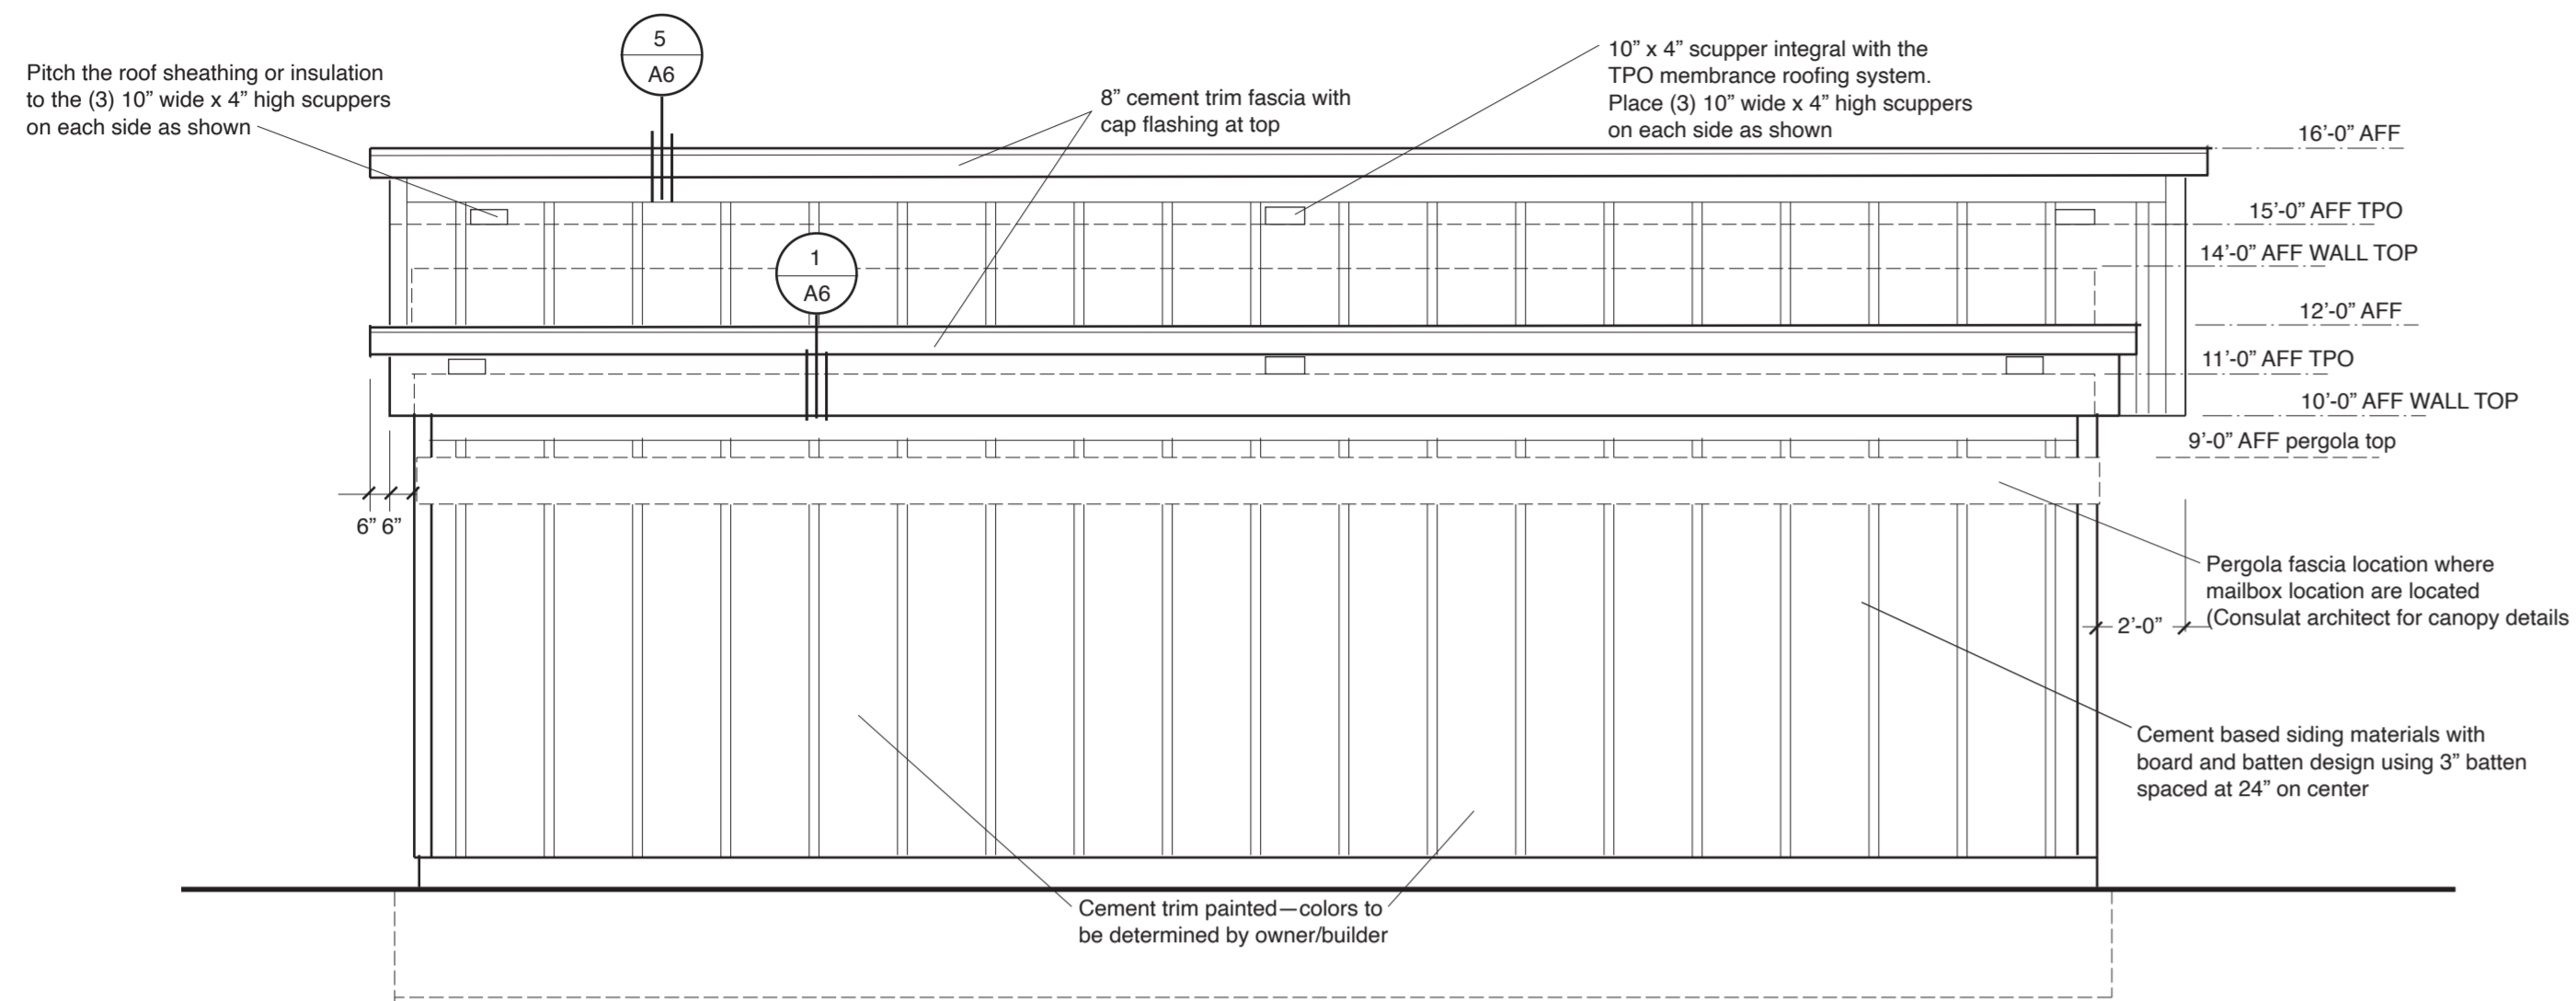 5
A6
Pitch the roof sheathing or insulation
to the (3) 10” wide x 4” high scuppers
on each side as shown
8” cement trim fascia with
cap flashing at top
10” x 4” scupper integral with the
TPO membrance roofing system.
Place (3) 10” wide x 4” high scuppers
on each side as shown
16’-0” AFF
15’-0” AFF TPO
14’-0” AFF WALL TOP
1
A6
12’-0” AFF
11’-0” AFF TPO
10’-0” AFF WALL TOP
9’-0” AFF pergola top
6” 6”
Pergola fascia location where
mailbox location are located
(Consulat architect for canopy details
2’-0”
Cement based siding materials with
board and batten design using 3” batten
spaced at 24” on center
Cement trim painted—colors to
be determined by owner/builder